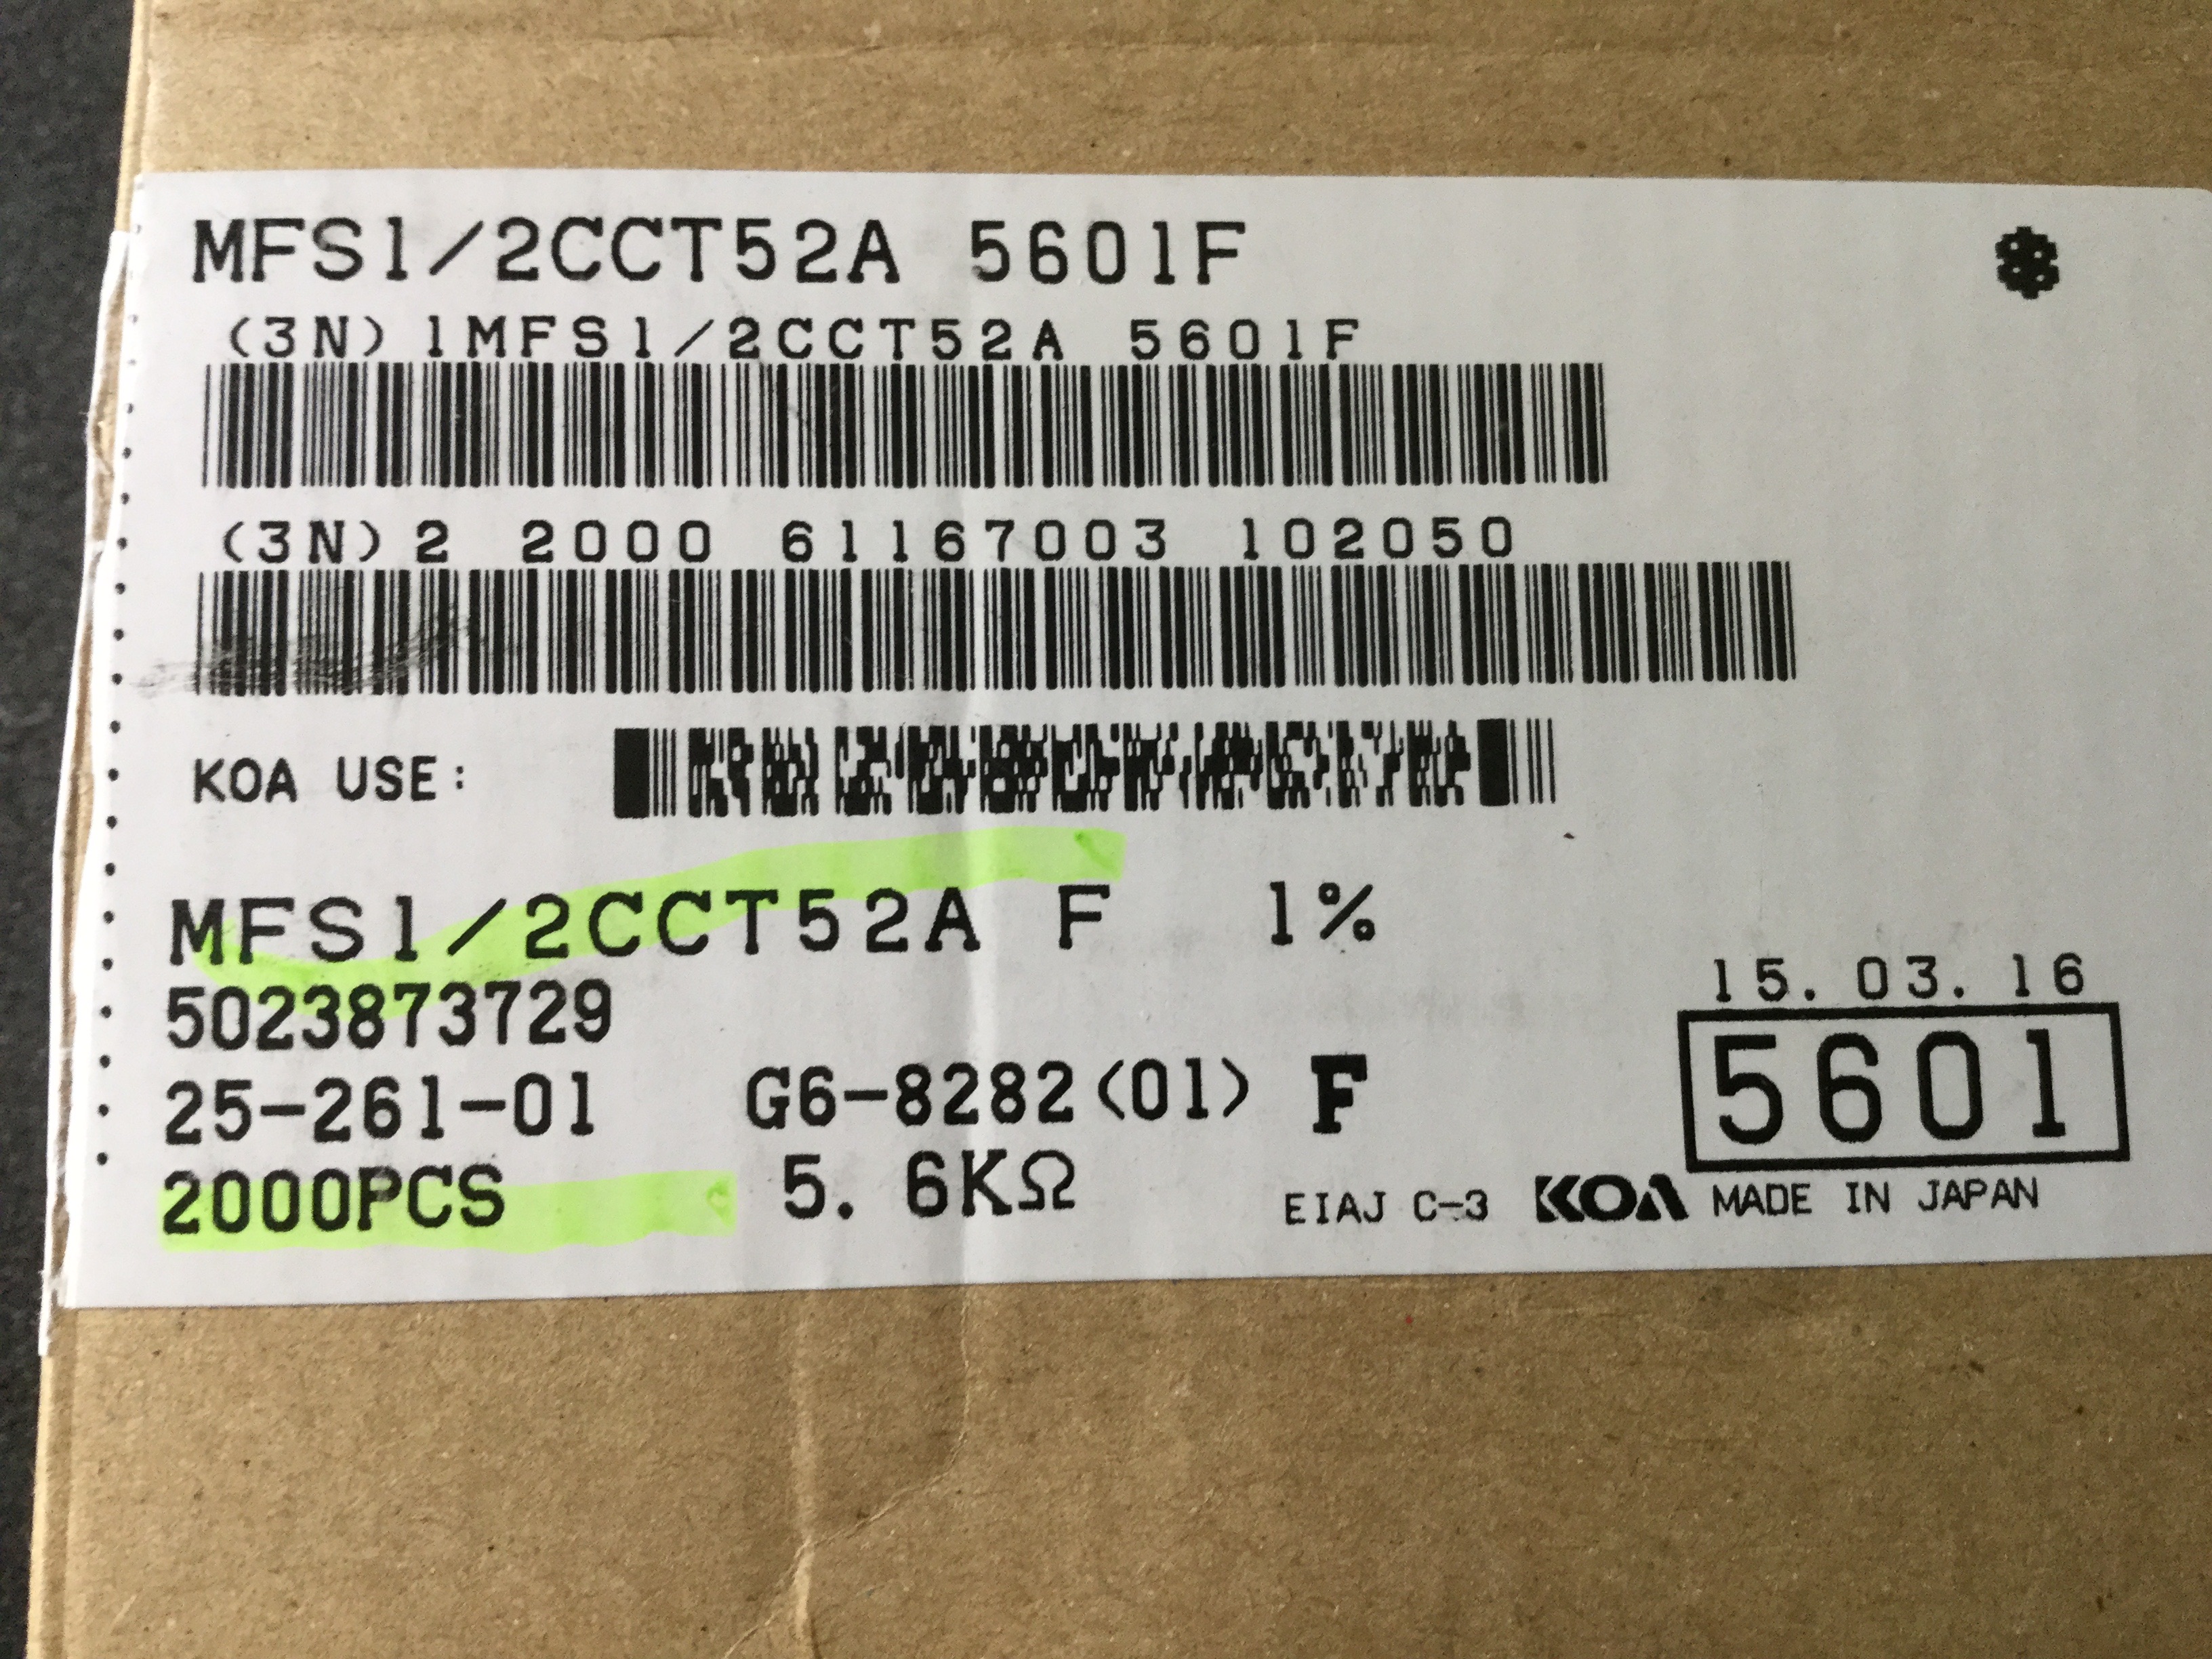 MFS1/2CCT52A 5601F
(3N)1MFS1/2CCT52A 5601F
(3N)2 2000 61167003 102050
KOA USE:
MFS1/2CCT52A F 1%
5023873729
15.03.16
25-261-01 G6-8282(01) F
5601
2000PCS 5.6KΩ
EIAJ C-3 KOA MADE IN JAPAN